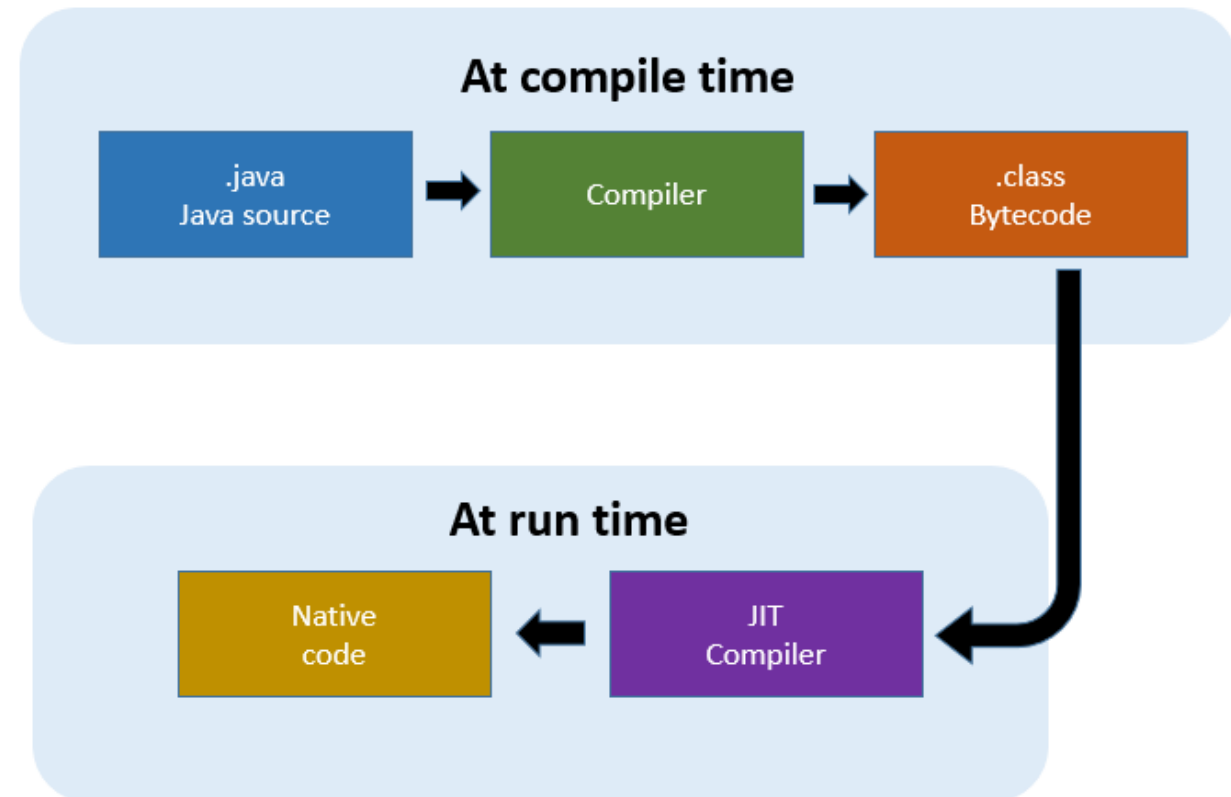 At compile time
.java
Java source
Compiler
.class
Bytecode
At run time
Native
code
JIT
Compiler